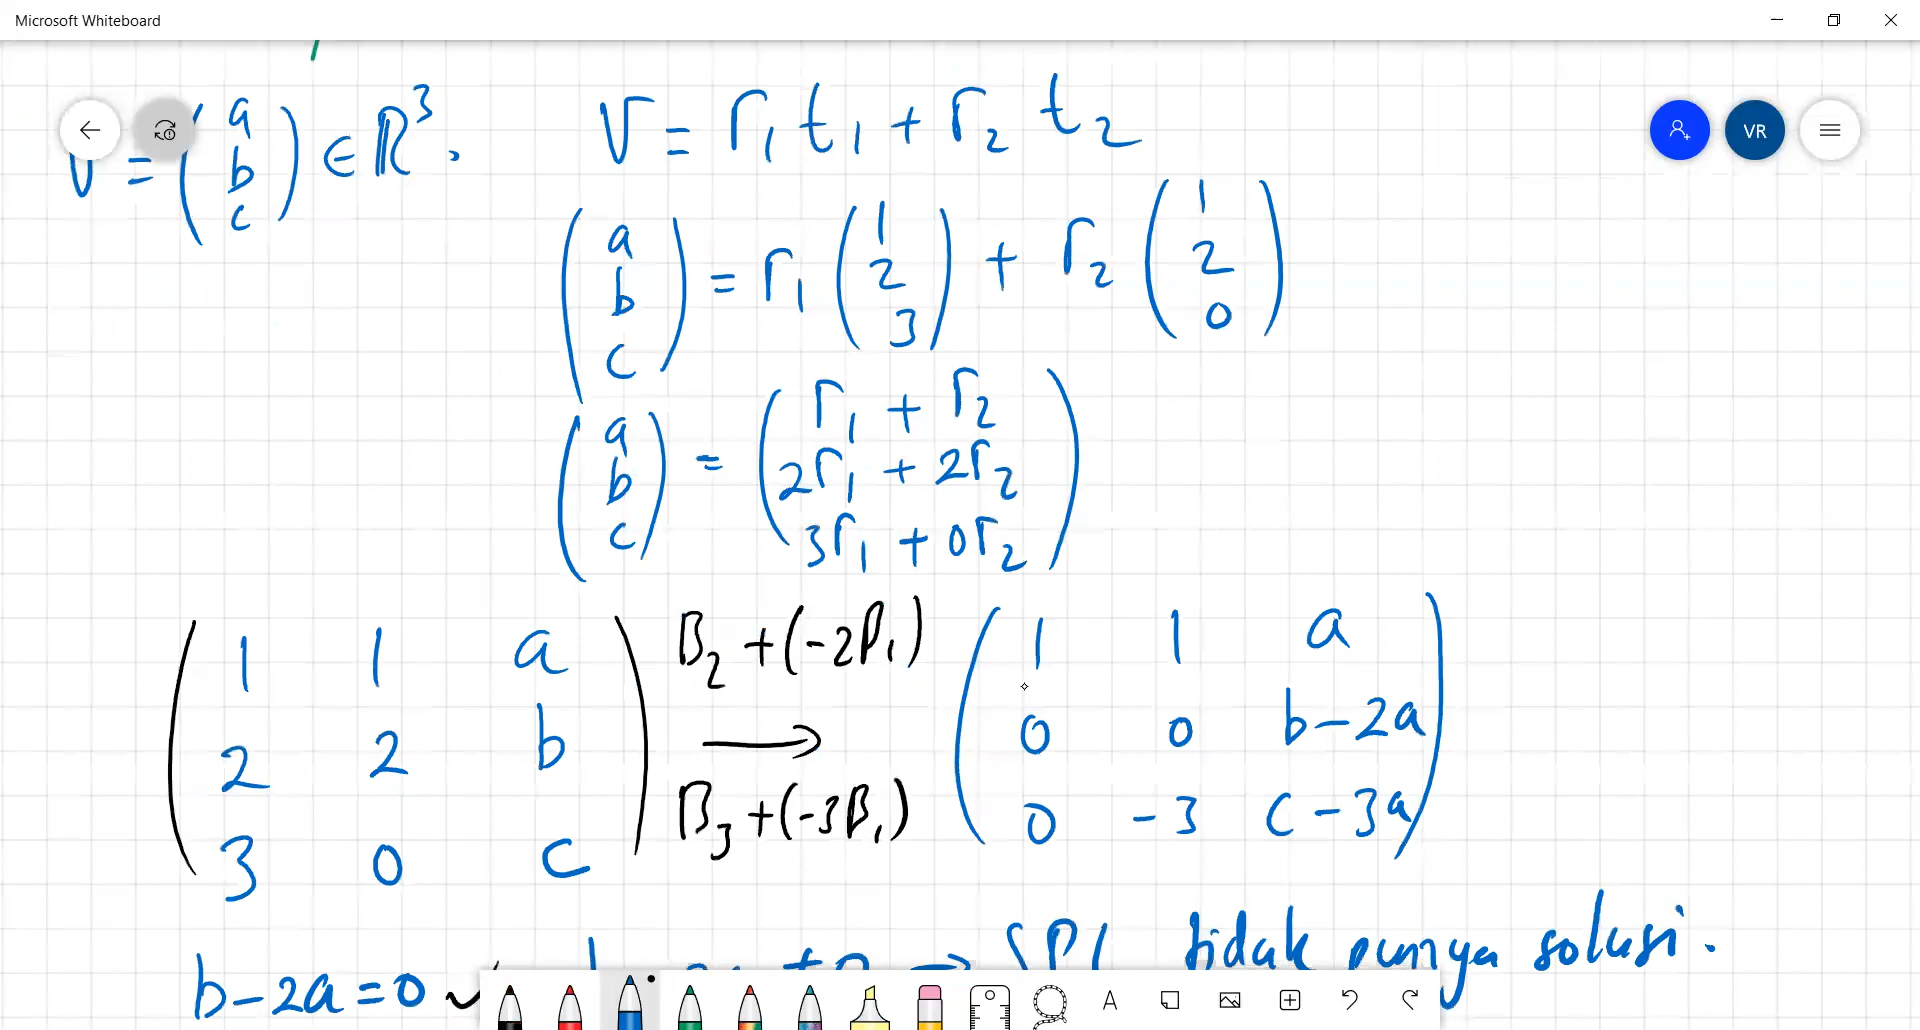 Microsoft Whiteboard
V = (a b c) ∈ ℝ³.
V = r₁ t₁ + r₂ t₂
VR
(a b c) = r₁ (1 2 3) + r₂ (1 2 0)
(a b c) = (r₁ + r₂
2r₁ + 2r₂
3r₁ + 0r₂)
1 1 a
2 2 b
3 0 c
B₂ + (-2B₁)
→
B₃ + (-3B₁)
1 1 a
0 0 b - 2a
0 -3 c - 3a
b - 2a = 0
→ SPL tidak punya solusi.
A